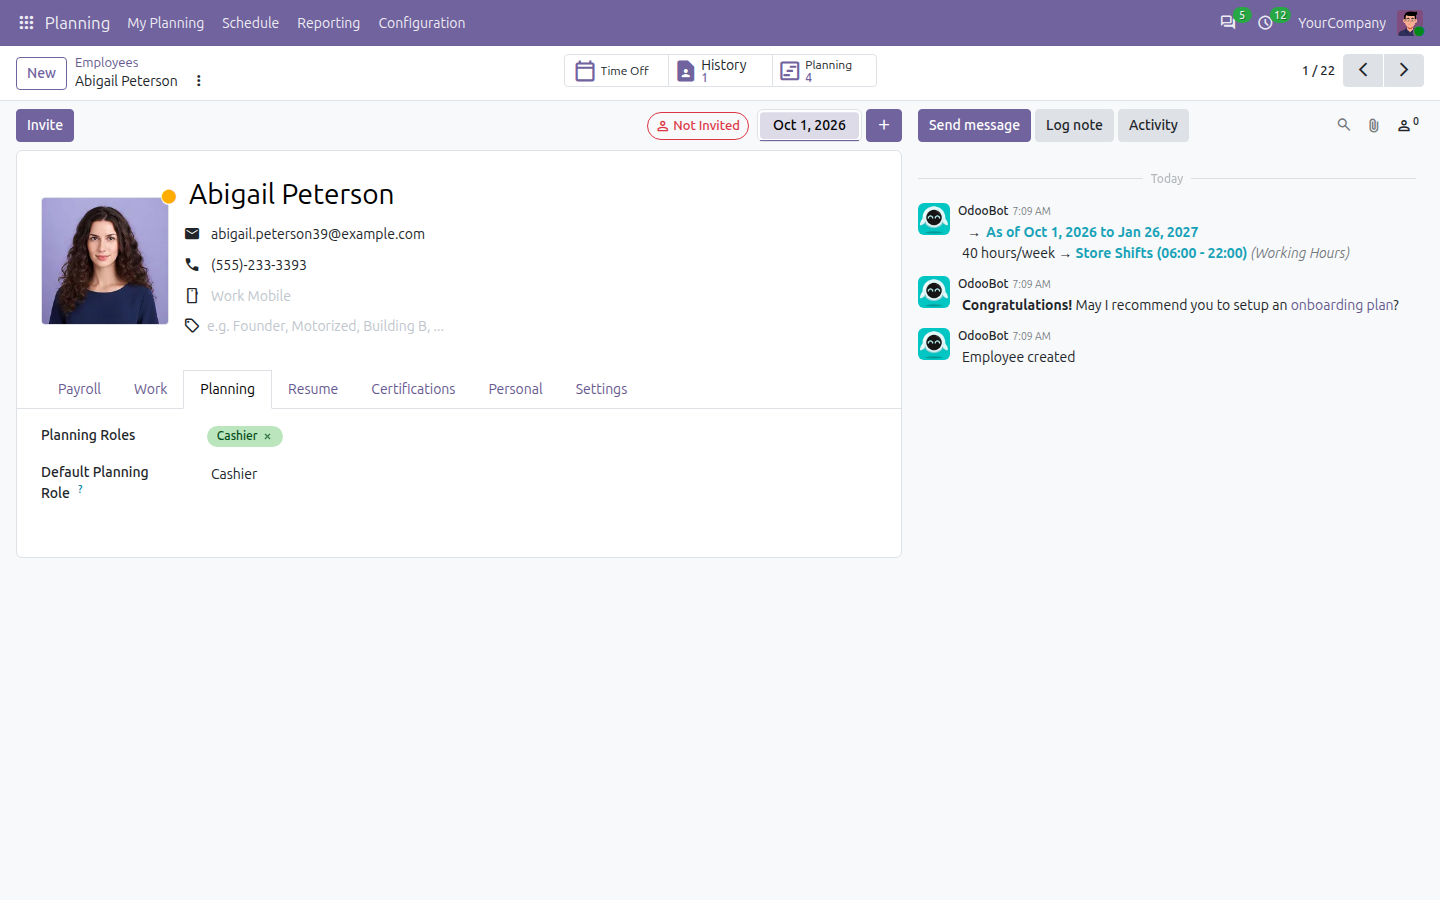 Planning
My Planning
Schedule
Reporting
Configuration
5
12
YourCompany
New
Employees
Abigail Peterson
Time Off
History
1
Planning
4
1 / 22
Invite
Not Invited
Oct 1, 2026
+
Send message
Log note
Activity
0
Abigail Peterson
abigail.peterson39@example.com
(555)-233-3393
Work Mobile
e.g. Founder, Motorized, Building B, ...
Payroll
Work
Planning
Resume
Certifications
Personal
Settings
Planning Roles
Cashier ×
Default Planning
Role ?
Cashier
Today
OdooBot 7:09 AM
→ As of Oct 1, 2026 to Jan 26, 2027
40 hours/week → Store Shifts (06:00 - 22:00) (Working Hours)
OdooBot 7:09 AM
Congratulations! May I recommend you to setup an onboarding plan?
OdooBot 7:09 AM
Employee created